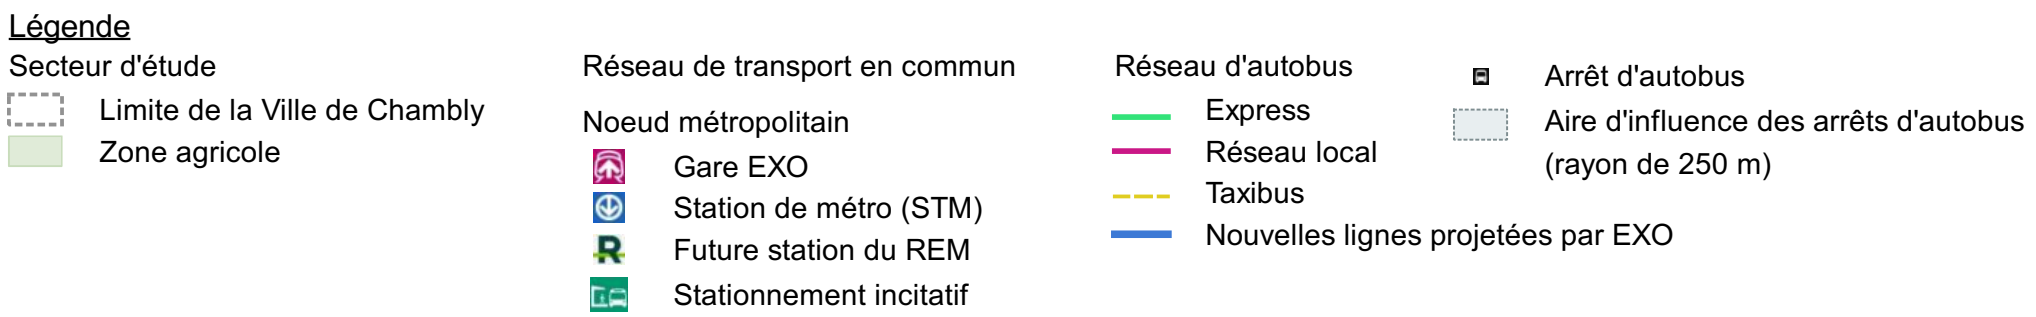 Légende
Secteur d'étude
Limite de la Ville de Chambly
Zone agricole
Réseau de transport en commun
Noeud métropolitain
Gare EXO
Station de métro (STM)
R
Future station du REM
Stationnement incitatif
Réseau d'autobus
Express
Réseau local
Taxibus
Nouvelles lignes projetées par EXO
Arrêt d'autobus
Aire d'influence des arrêts d'autobus
(rayon de 250 m)